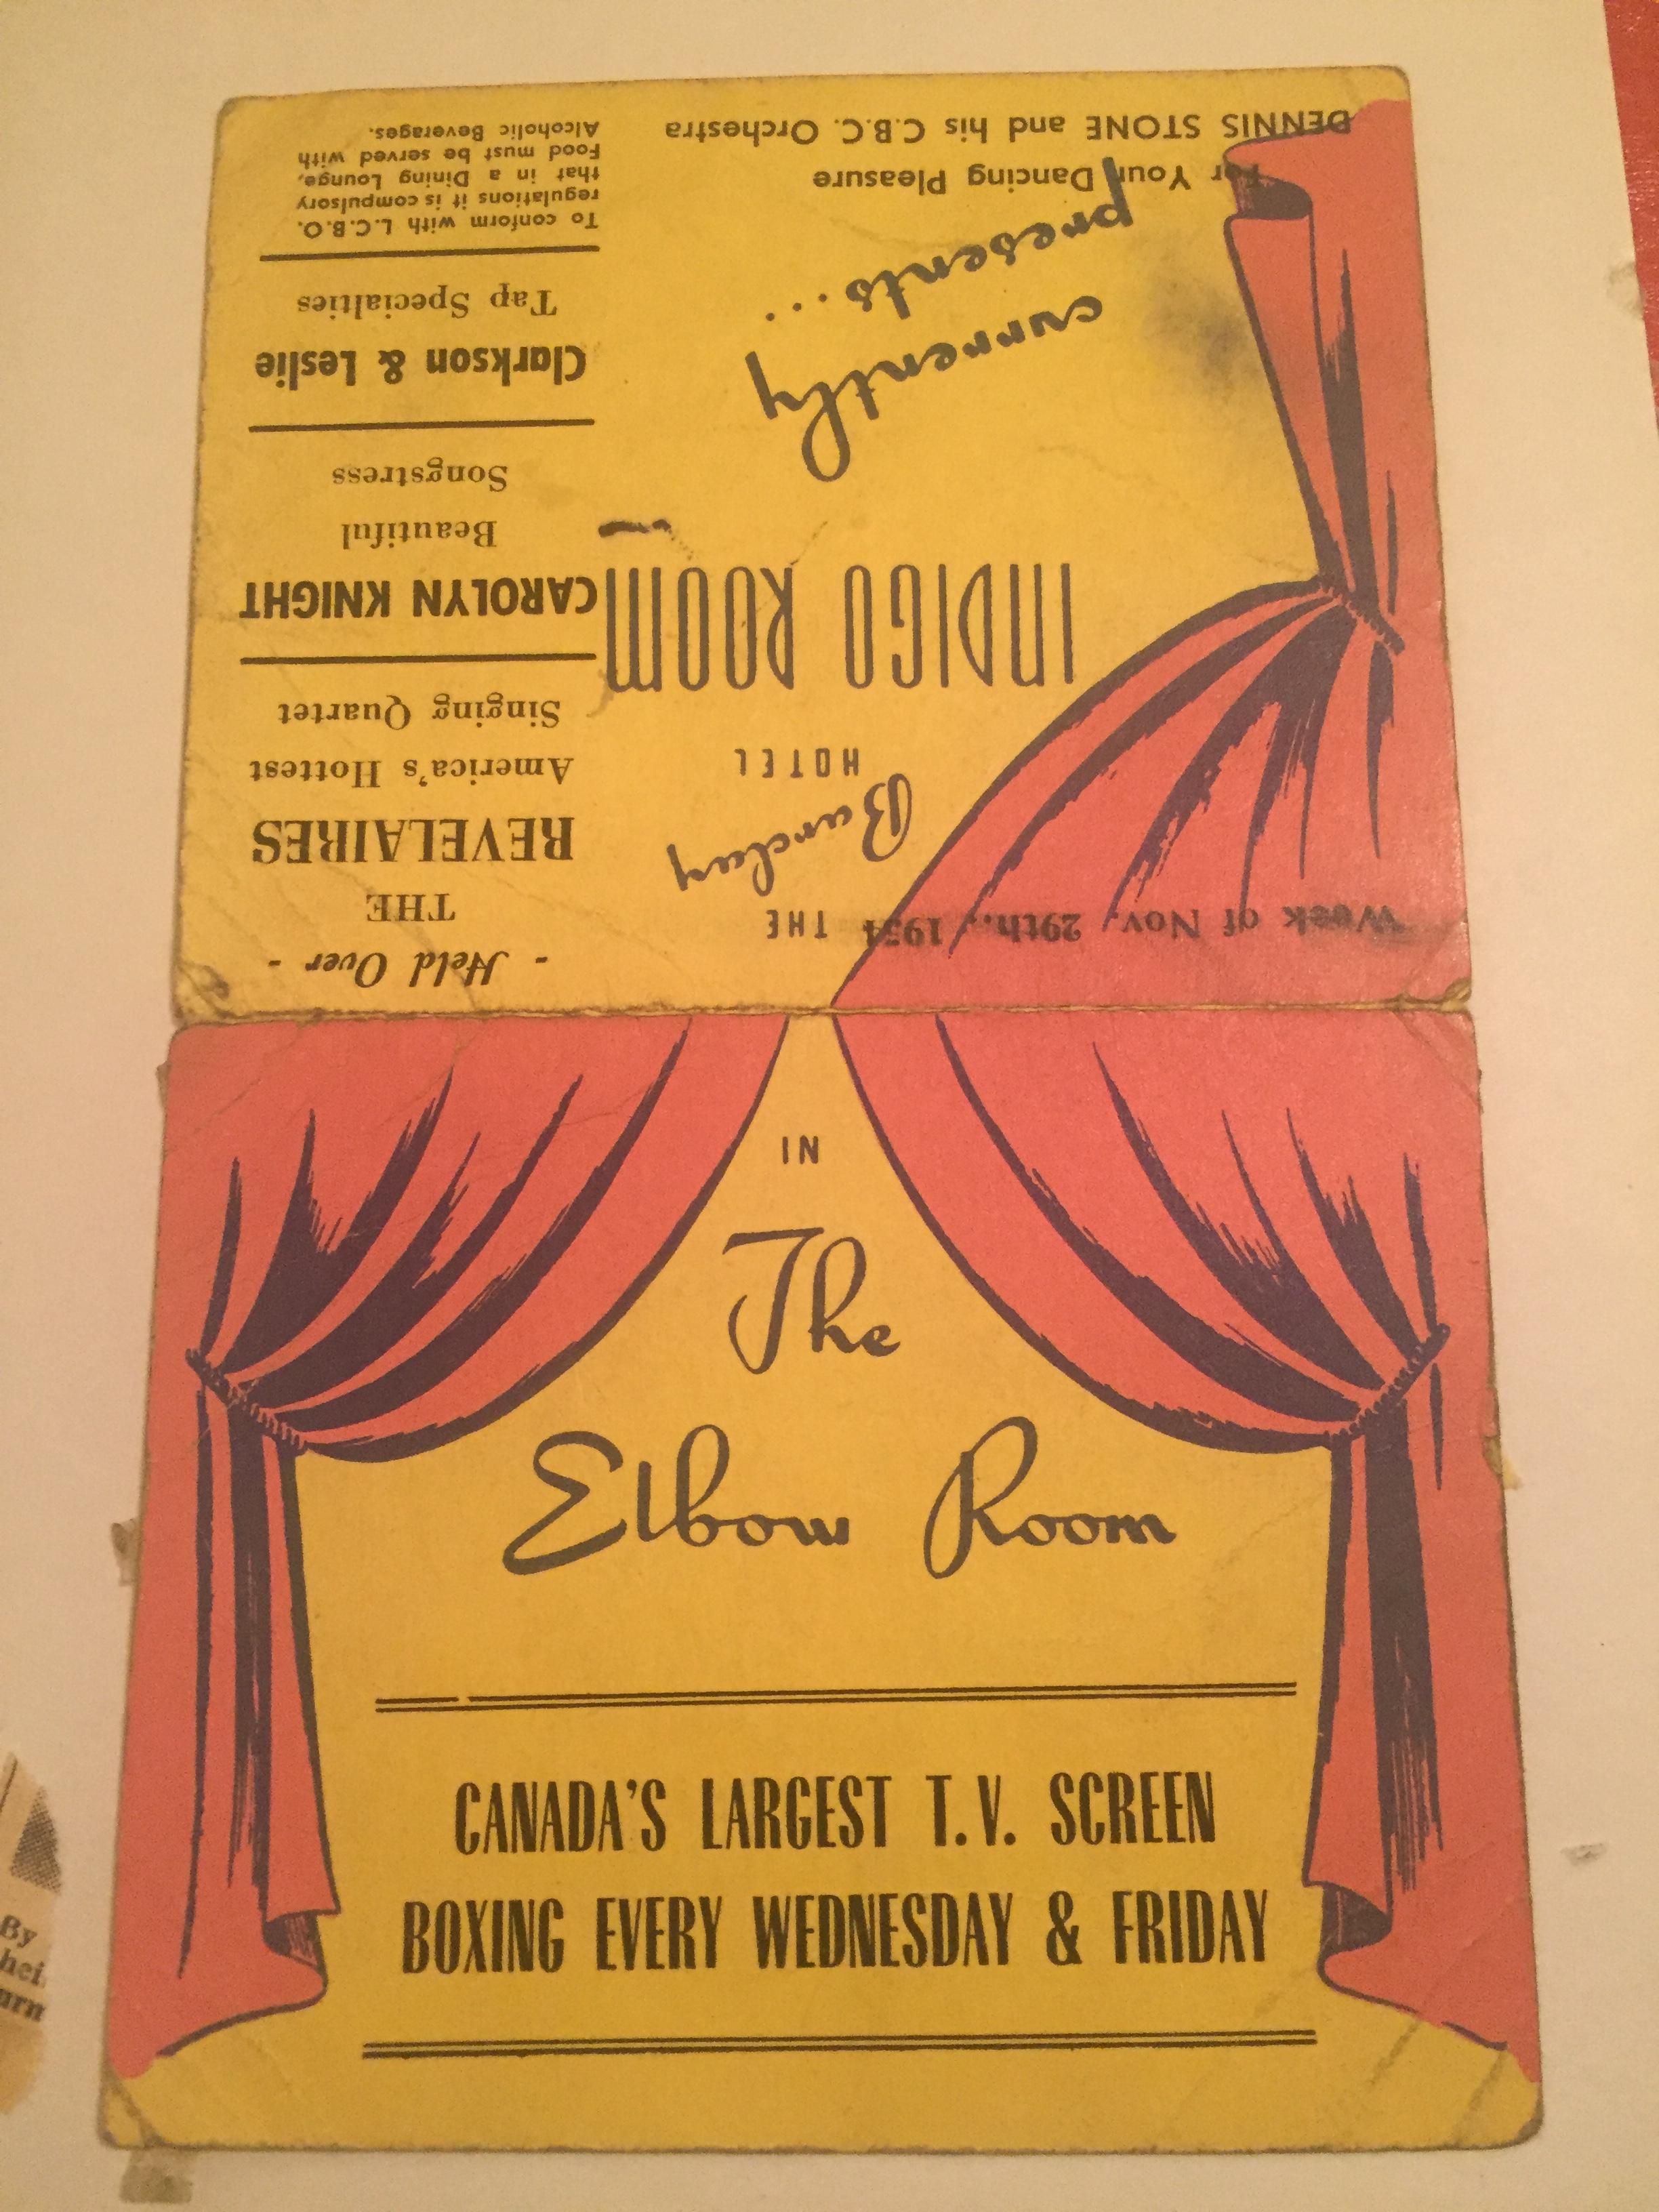 Week of Nov. 29th., 1954
THE
Barclay
HOTEL
INDIGO ROOM
currently
presents...
For Your Dancing Pleasure
DENNIS STONE and his C.B.C. Orchestra
- Held Over -
THE
REVELAIRES
America's Hottest
Singing Quartet
CAROLYN KNIGHT
Beautiful
Songstress
Clarkson & Leslie
Tap Specialties
To conform with L.C.B.O.
regulations it is compulsory
that in a Dining Lounge,
Food must be served with
Alcoholic Beverages.
IN
The
Elbow Room
CANADA'S LARGEST T.V. SCREEN
BOXING EVERY WEDNESDAY & FRIDAY
By